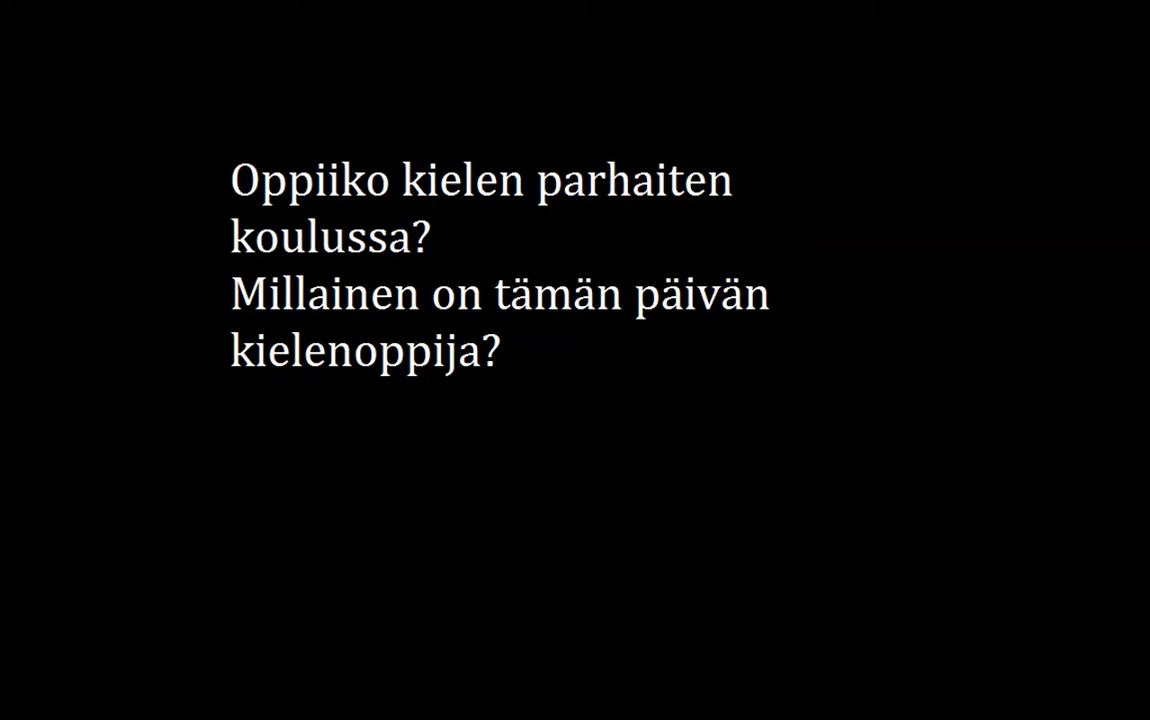 Oppiiko kielen parhaiten
koulussa?
Millainen on tämän päivän
kielenoppija?